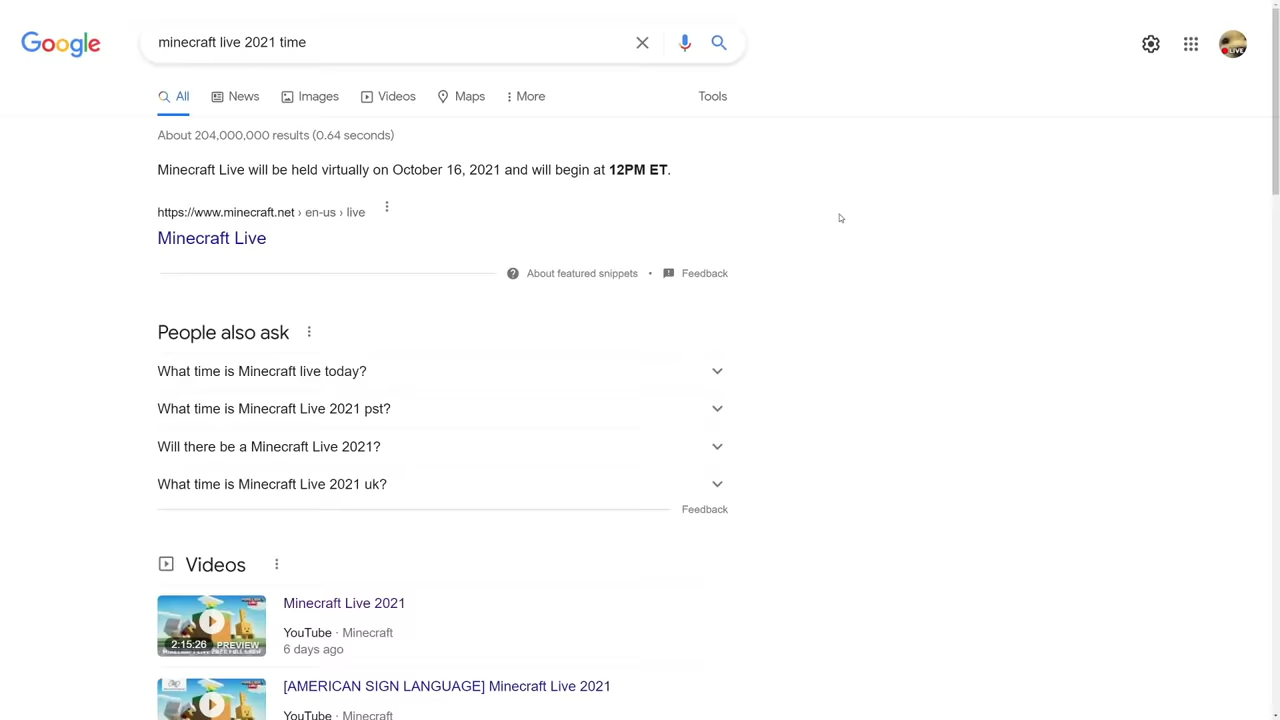 Google
minecraft live 2021 time
LIVE
All
News
Images
Videos
Maps
More
Tools
About 204,000,000 results (0.64 seconds)
Minecraft Live will be held virtually on October 16, 2021 and will begin at 12PM ET.
https://www.minecraft.net › en-us › live
Minecraft Live
About featured snippets • Feedback
People also ask
What time is Minecraft live today?
What time is Minecraft Live 2021 pst?
Will there be a Minecraft Live 2021?
What time is Minecraft Live 2021 uk?
Feedback
Videos
Minecraft Live 2021
2:15:26 PREVIEW
YouTube · Minecraft
6 days ago
[AMERICAN SIGN LANGUAGE] Minecraft Live 2021
YouTube · Minecraft